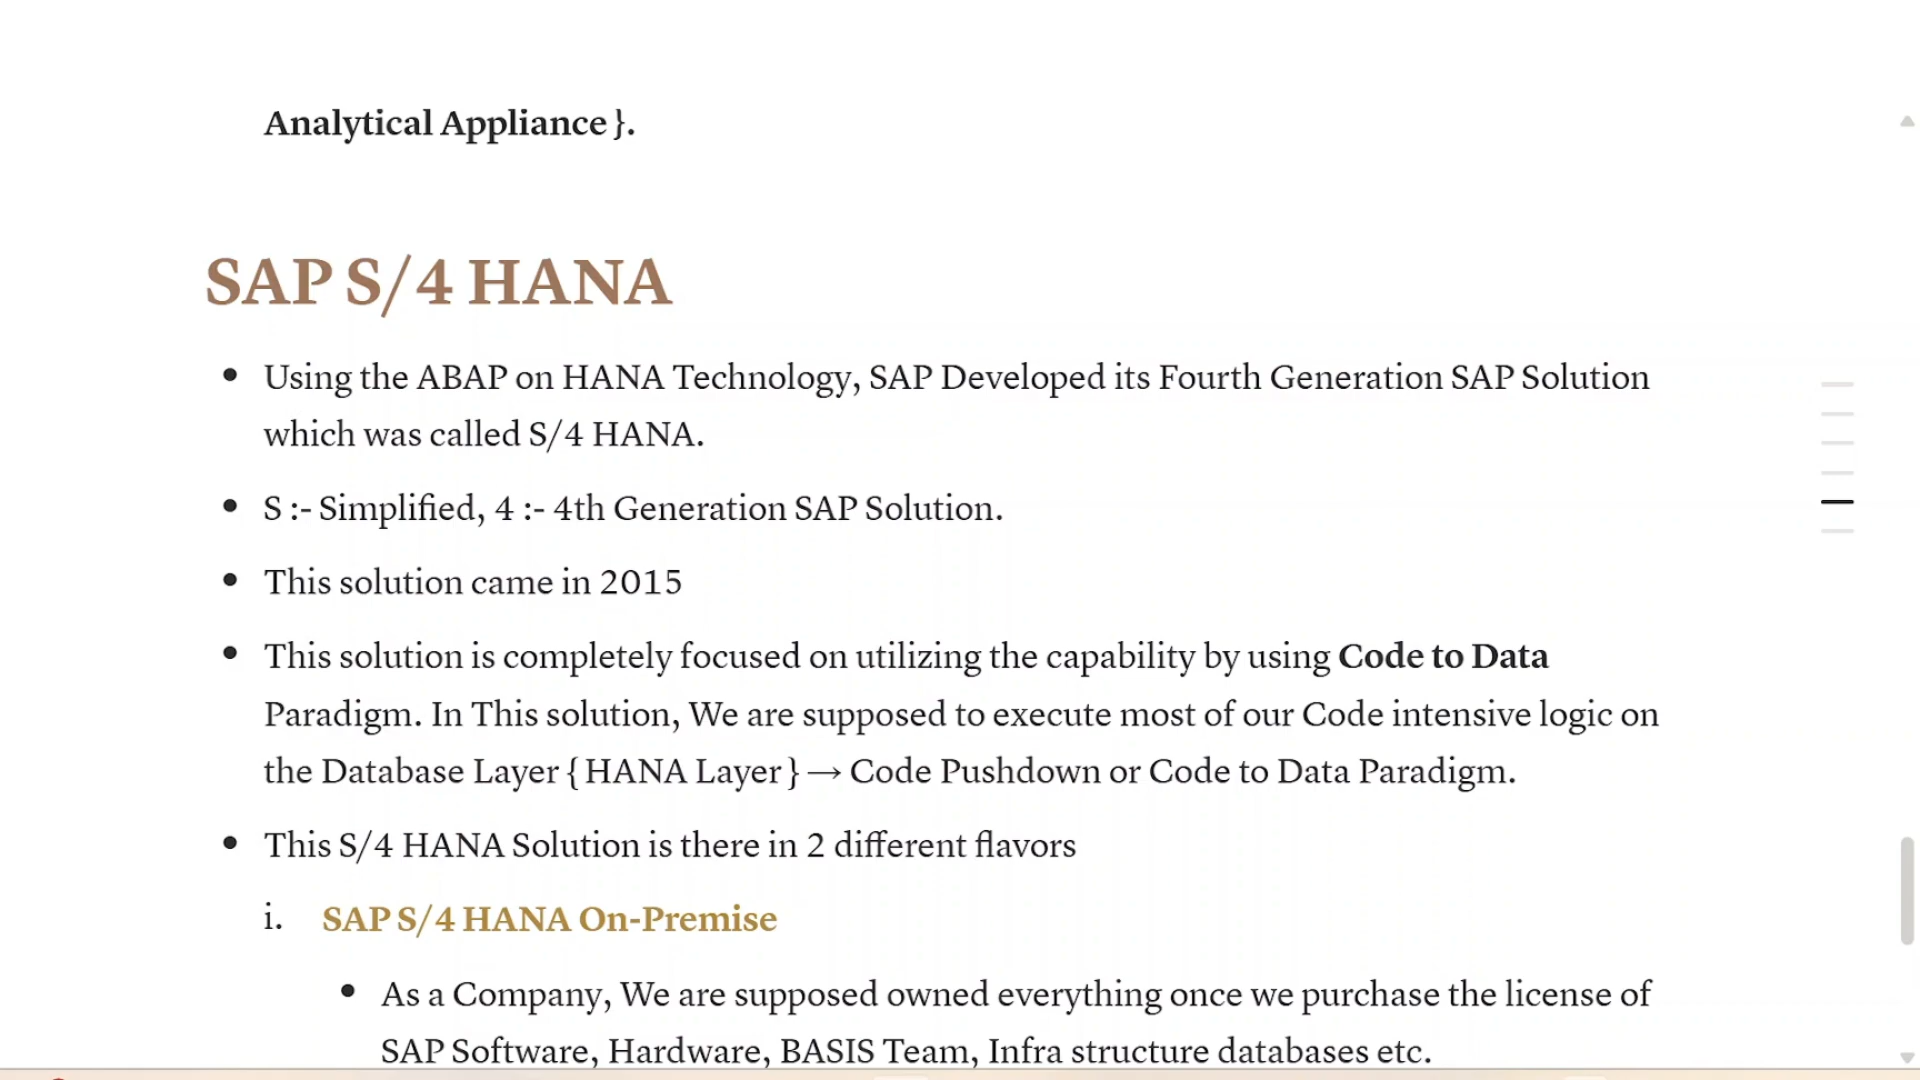 Analytical Appliance }.
SAP S/4 HANA
• Using the ABAP on HANA Technology, SAP Developed its Fourth Generation SAP Solution
which was called S/4 HANA.
• S :- Simplified, 4 :- 4th Generation SAP Solution.
• This solution came in 2015
• This solution is completely focused on utilizing the capability by using Code to Data
Paradigm. In This solution, We are supposed to execute most of our Code intensive logic on
the Database Layer { HANA Layer } → Code Pushdown or Code to Data Paradigm.
• This S/4 HANA Solution is there in 2 different flavors
i. SAP S/4 HANA On-Premise
• As a Company, We are supposed owned everything once we purchase the license of
SAP Software, Hardware, BASIS Team, Infra structure databases etc.